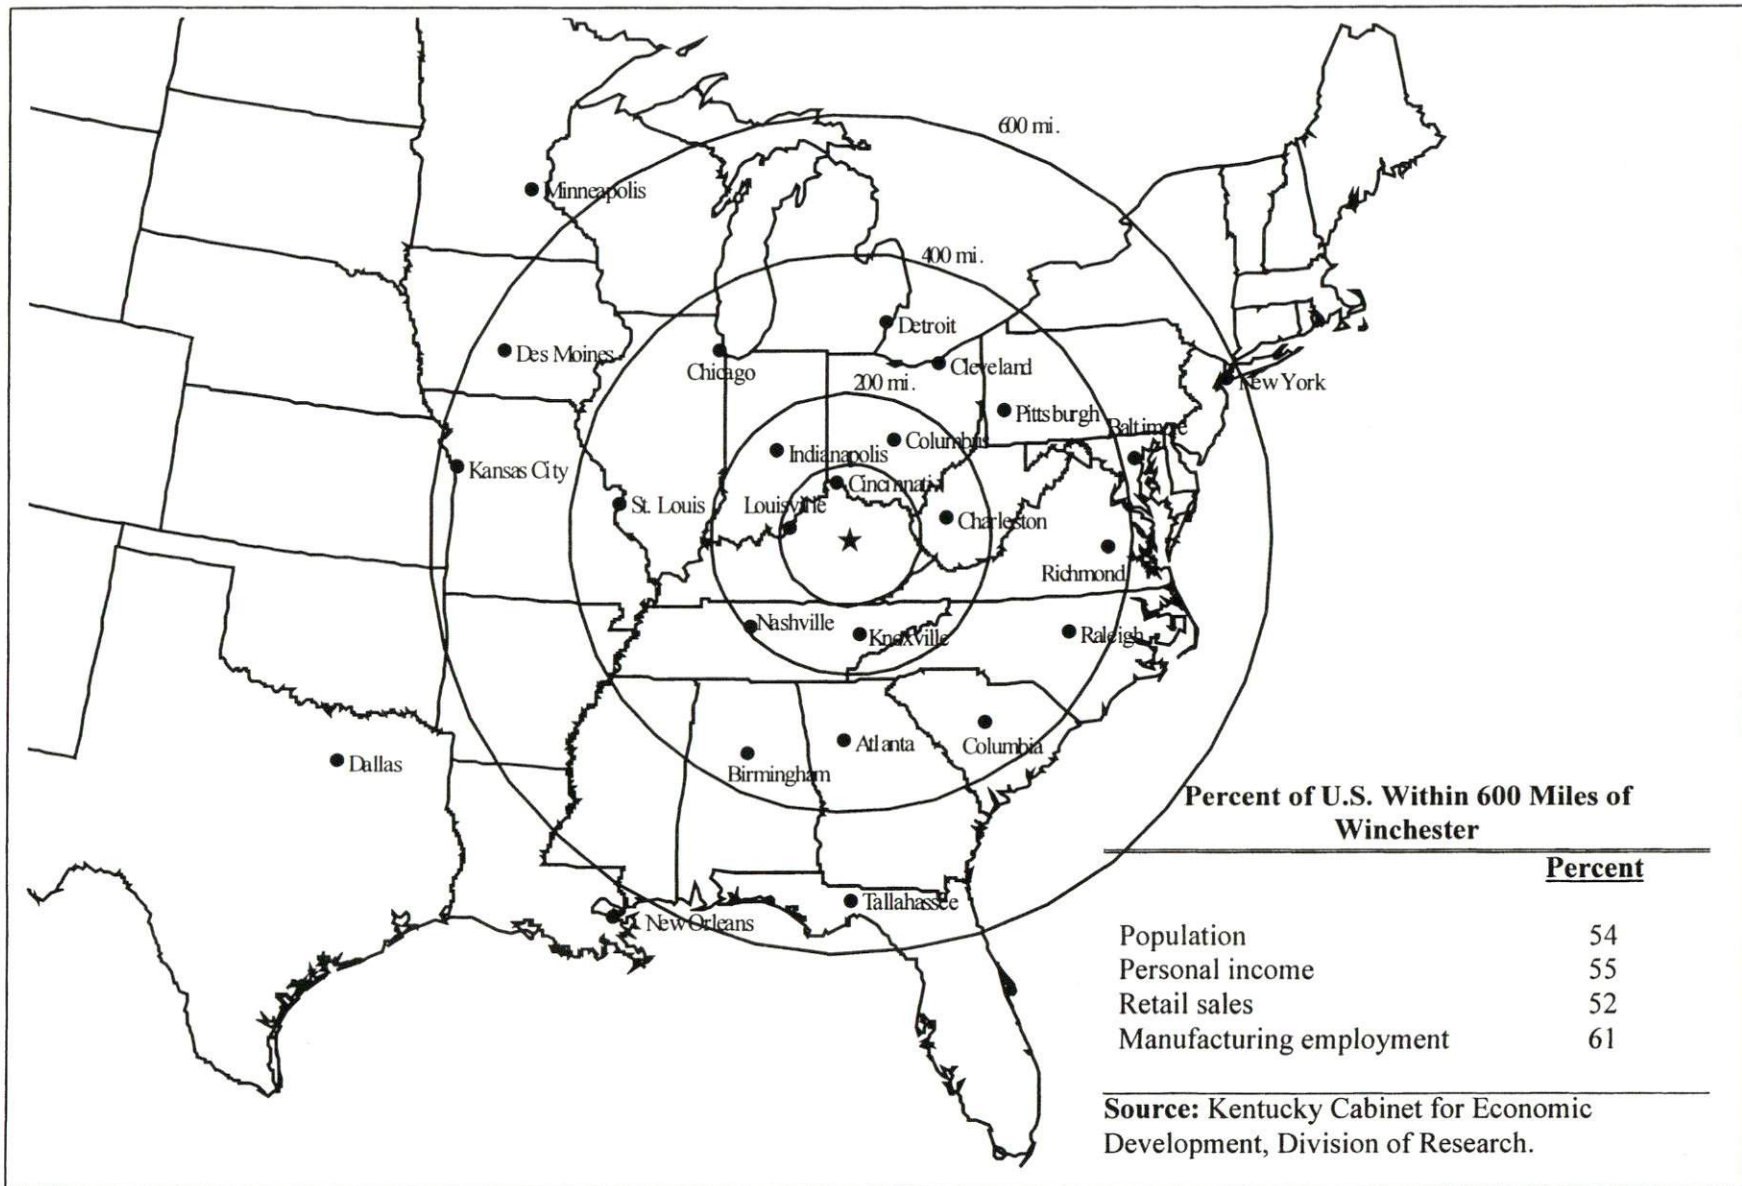 600 mi.
Minneapolis
400 mi.
Detroit
Des Moines
Chicago
Cleveland
200 mi.
New York
Pittsburgh
Baltimore
Columbus
Indianapolis
Kansas City
Cincinnati
St. Louis
Louisville
Charleston
Richmond
Nashville
Knoxville
Raleigh
Atlanta
Columbia
Dallas
Birmingham
Percent of U.S. Within 600 Miles of
Winchester
Percent
Tallahassee
New Orleans
Population 54
Personal income 55
Retail sales 52
Manufacturing employment 61
Source: Kentucky Cabinet for Economic
Development, Division of Research.